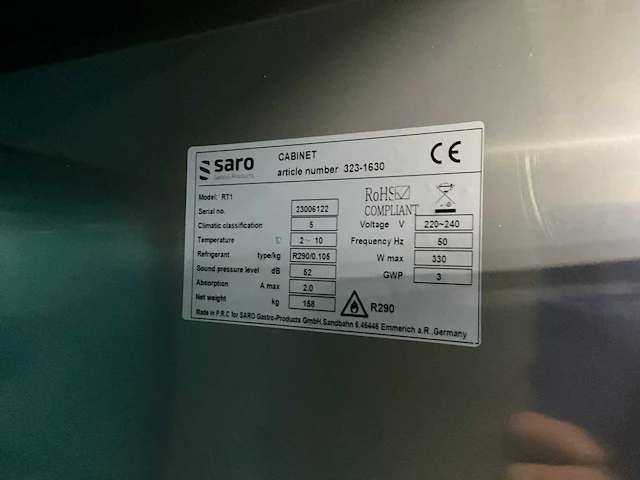 saro
Gastro-Products
CABINET
article number 323-1630
CE
Model: RT1
RoHS
COMPLIANT
Serial no. 23006122
Climatic classification 5
Temperature ℃ 2~10
Refrigerant type/kg R290/0.105
Sound pressure level dB 52
Absorption A max 2.0
Net weight kg 158
Voltage V 220~240
Frequency Hz 50
W max 330
GWP 3
R290
Made in P.R.C for SARO Gastro-Products GmbH,Sandbahn 6,46446 Emmerich a.R.,Germany